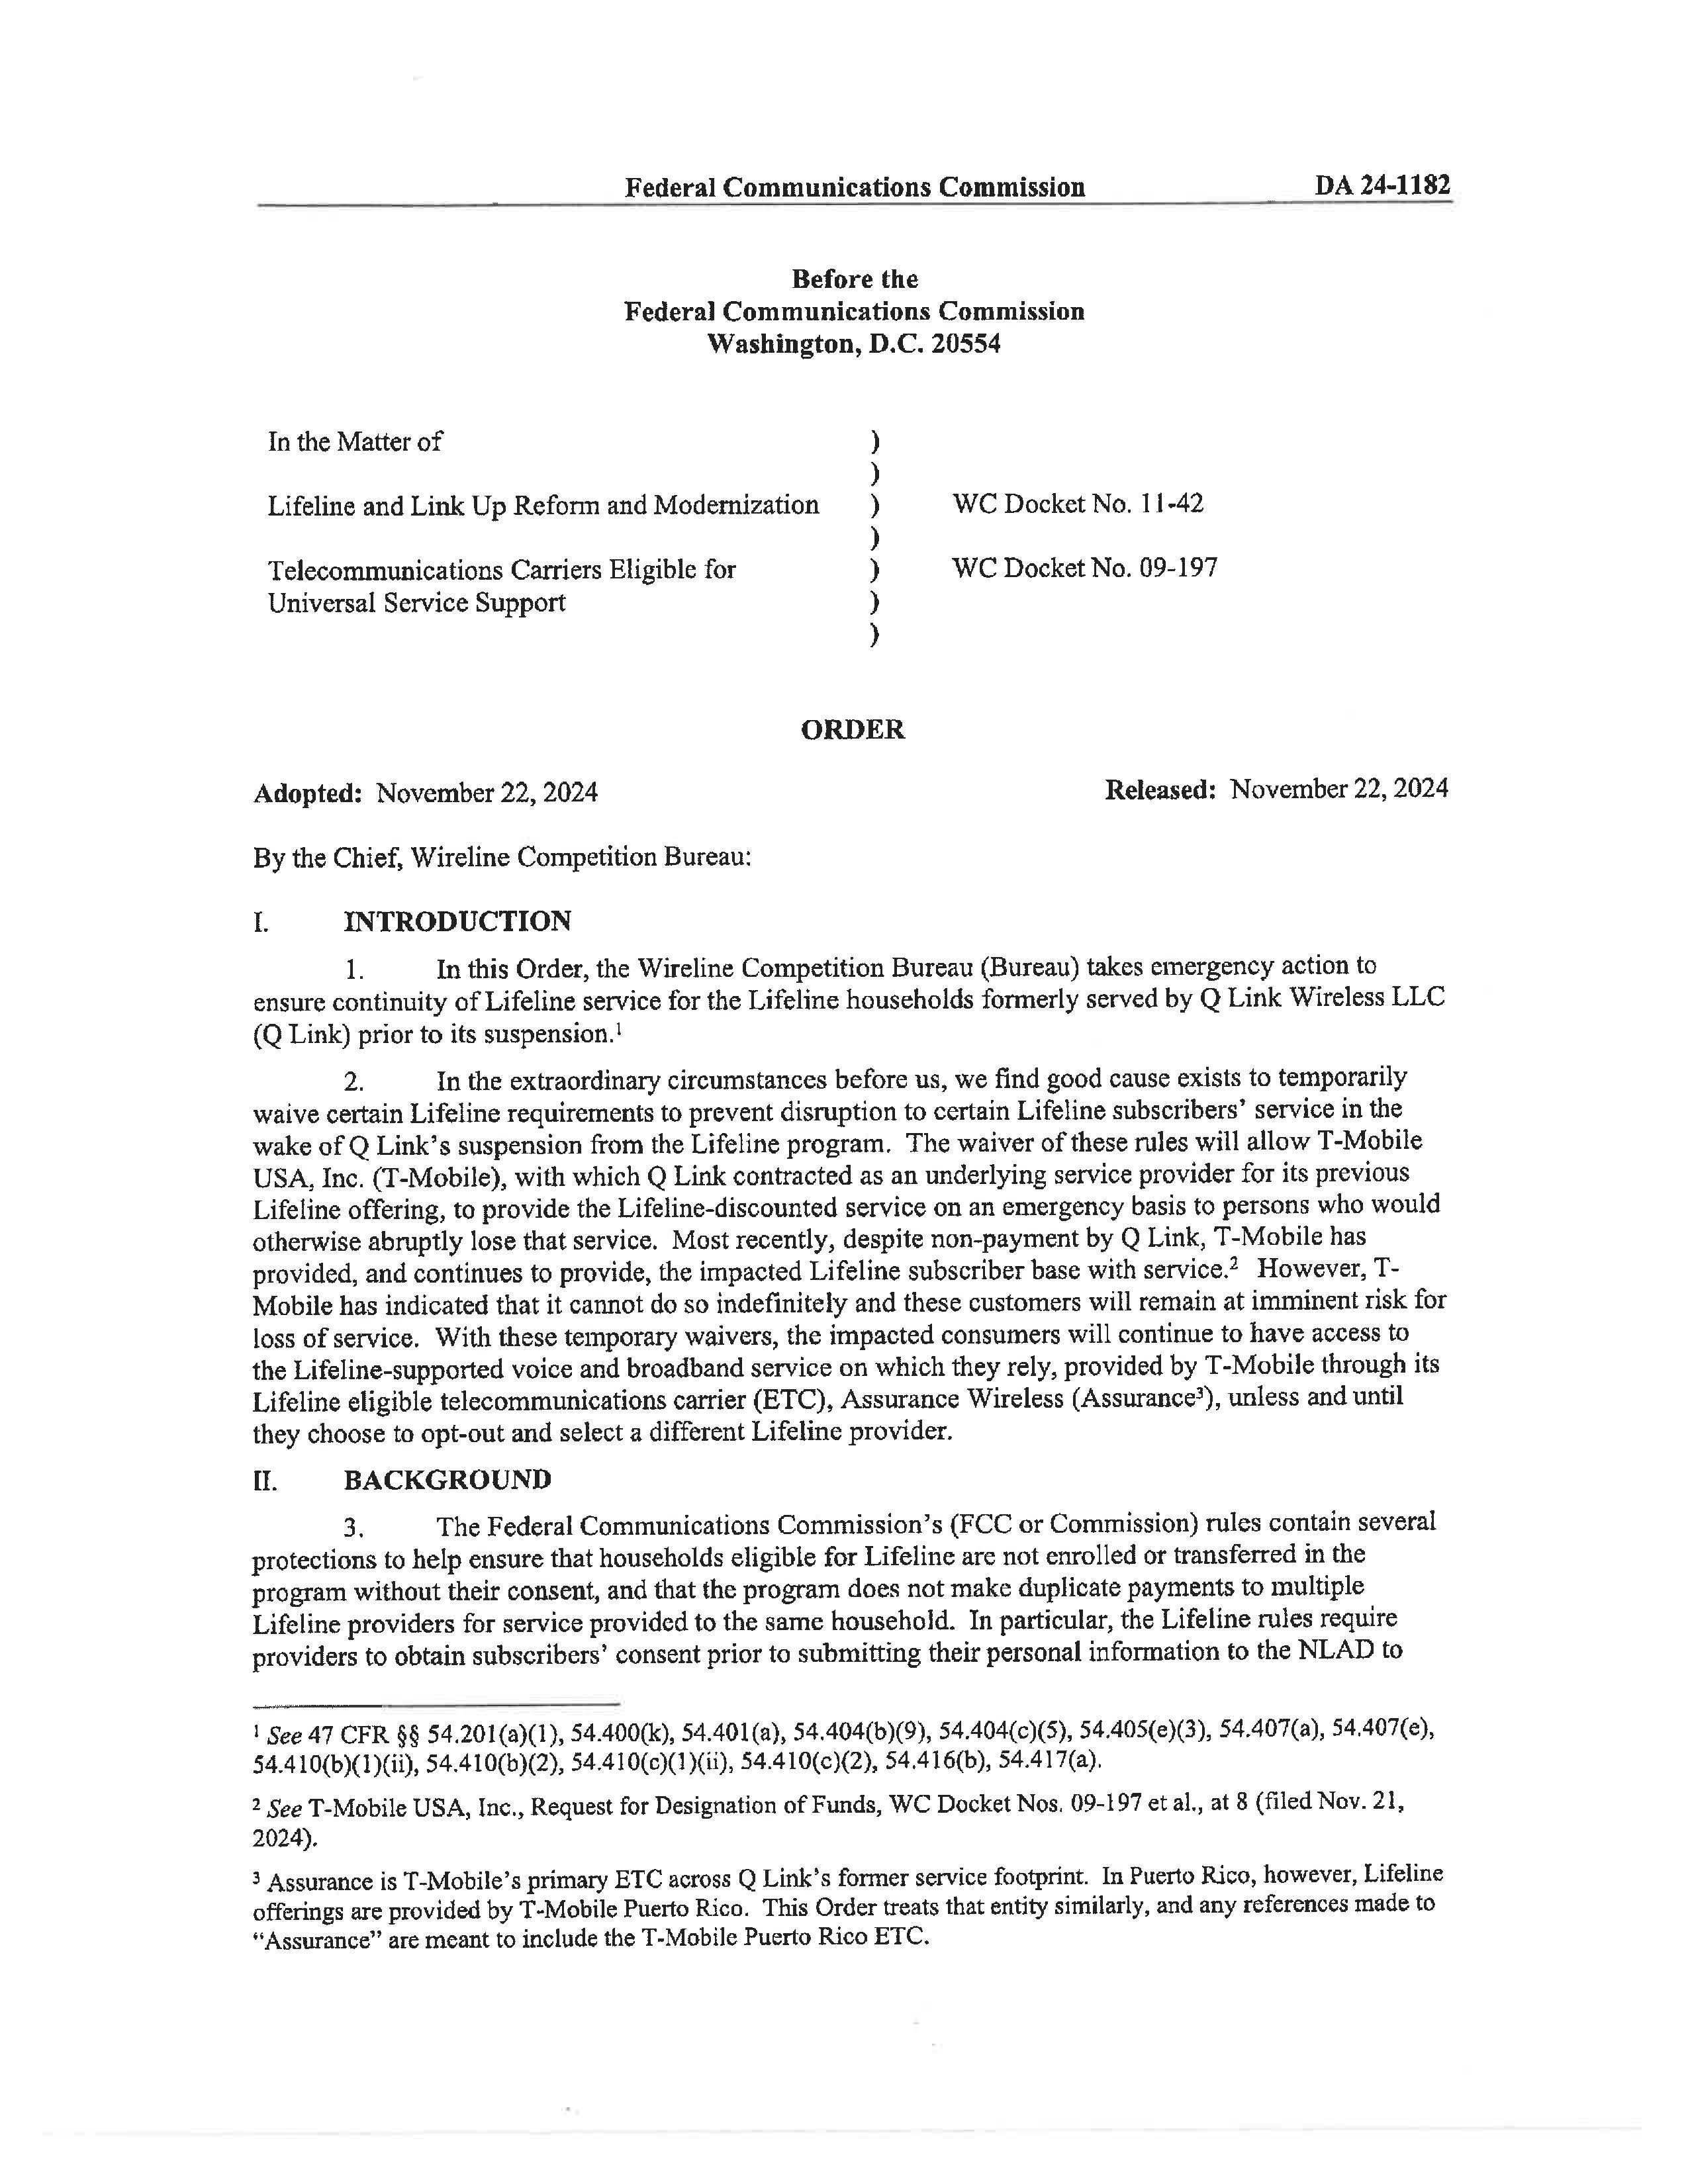 Federal Communications Commission DA 24-1182
Before the
Federal Communications Commission
Washington, D.C. 20554
In the Matter of )
)
Lifeline and Link Up Reform and Modernization ) WC Docket No. 11-42
)
Telecommunications Carriers Eligible for ) WC Docket No. 09-197
Universal Service Support )
)
ORDER
Adopted: November 22, 2024 Released: November 22, 2024
By the Chief, Wireline Competition Bureau:
I. INTRODUCTION
1. In this Order, the Wireline Competition Bureau (Bureau) takes emergency action to
ensure continuity of Lifeline service for the Lifeline households formerly served by Q Link Wireless LLC
(Q Link) prior to its suspension.¹
2. In the extraordinary circumstances before us, we find good cause exists to temporarily
waive certain Lifeline requirements to prevent disruption to certain Lifeline subscribers’ service in the
wake of Q Link’s suspension from the Lifeline program. The waiver of these rules will allow T-Mobile
USA, Inc. (T-Mobile), with which Q Link contracted as an underlying service provider for its previous
Lifeline offering, to provide the Lifeline-discounted service on an emergency basis to persons who would
otherwise abruptly lose that service. Most recently, despite non-payment by Q Link, T-Mobile has
provided, and continues to provide, the impacted Lifeline subscriber base with service.² However, T-
Mobile has indicated that it cannot do so indefinitely and these customers will remain at imminent risk for
loss of service. With these temporary waivers, the impacted consumers will continue to have access to
the Lifeline-supported voice and broadband service on which they rely, provided by T-Mobile through its
Lifeline eligible telecommunications carrier (ETC), Assurance Wireless (Assurance³), unless and until
they choose to opt-out and select a different Lifeline provider.
II. BACKGROUND
3. The Federal Communications Commission’s (FCC or Commission) rules contain several
protections to help ensure that households eligible for Lifeline are not enrolled or transferred in the
program without their consent, and that the program does not make duplicate payments to multiple
Lifeline providers for service provided to the same household. In particular, the Lifeline rules require
providers to obtain subscribers’ consent prior to submitting their personal information to the NLAD to
¹ See 47 CFR §§ 54.201(a)(1), 54.400(k), 54.401(a), 54.404(b)(9), 54.404(c)(5), 54.405(e)(3), 54.407(a), 54.407(e),
54.410(b)(1)(ii), 54.410(b)(2), 54.410(c)(1)(ii), 54.410(c)(2), 54.416(b), 54.417(a).
² See T-Mobile USA, Inc., Request for Designation of Funds, WC Docket Nos. 09-197 et al., at 8 (filed Nov. 21,
2024).
³ Assurance is T-Mobile’s primary ETC across Q Link’s former service footprint. In Puerto Rico, however, Lifeline
offerings are provided by T-Mobile Puerto Rico. This Order treats that entity similarly, and any references made to
“Assurance” are meant to include the T-Mobile Puerto Rico ETC.